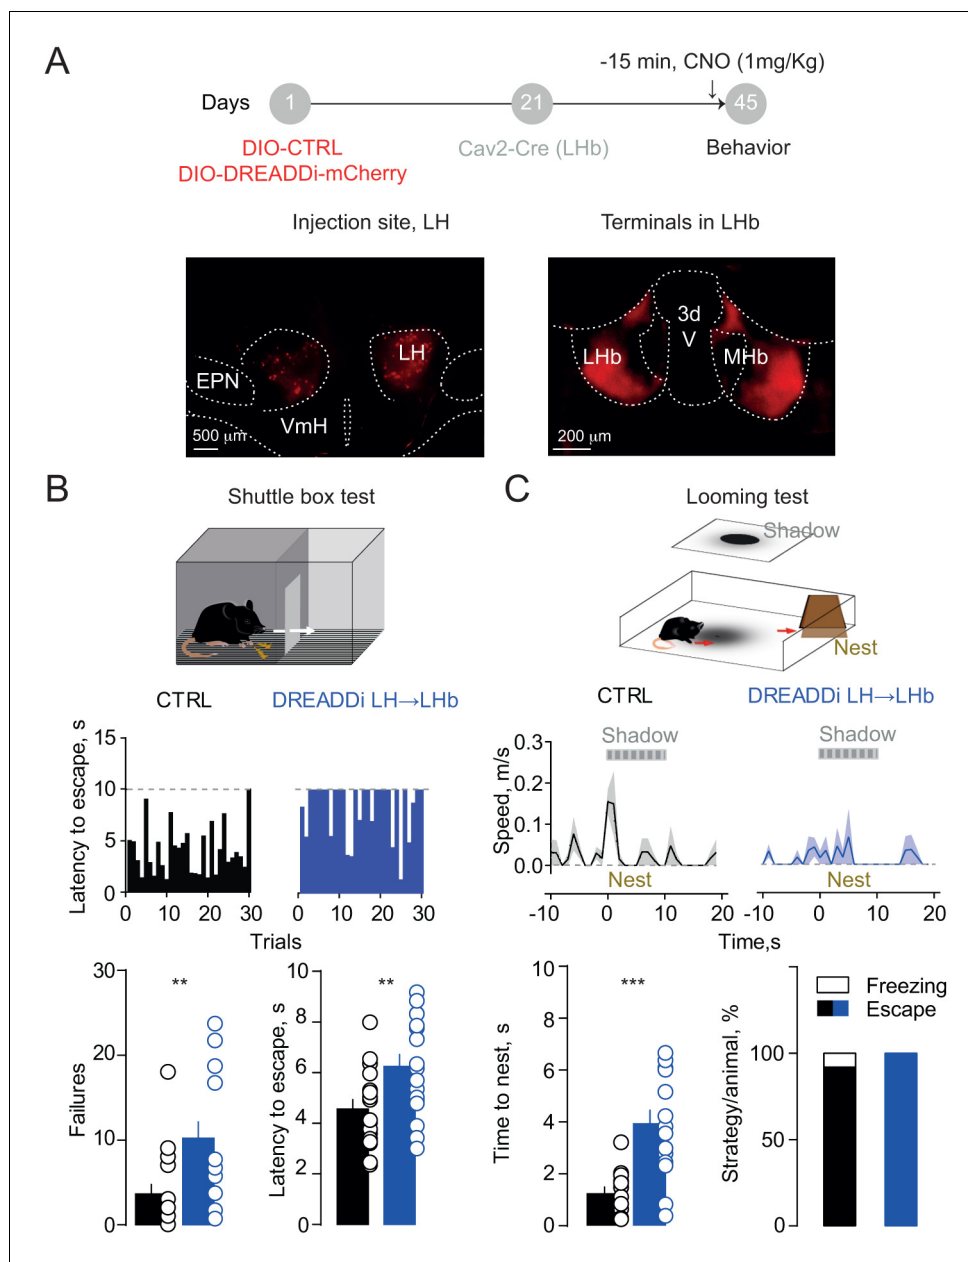 A
-15 min, CNO (1mg/Kg)
↓
Days 1 21 45
DIO-CTRL Cav2-Cre (LHb) Behavior
DIO-DREADDi-mCherry
Injection site, LH Terminals in LHb
EPN LH VmH
500 µm
3d
V
LHb MHb
200 µm
B
Shuttle box test
CTRL DREADDi LH→LHb
Latency to escape, s
15
10
5
0
0 10 20 30 0 10 20 30
Trials
Failures
30
20
10
0
**
Latency to escape, s
10
8
6
4
2
0
**
C
Looming test
Shadow
Nest
CTRL DREADDi LH→LHb
Shadow Shadow
Speed, m/s
0.3
0.2
0.1
0.0
Nest Nest
-10 0 10 20 0 10 20
Time,s
Time to nest, s
10
8
6
4
2
0
***
Strategy/animal, %
100
50
0
Freezing
Escape